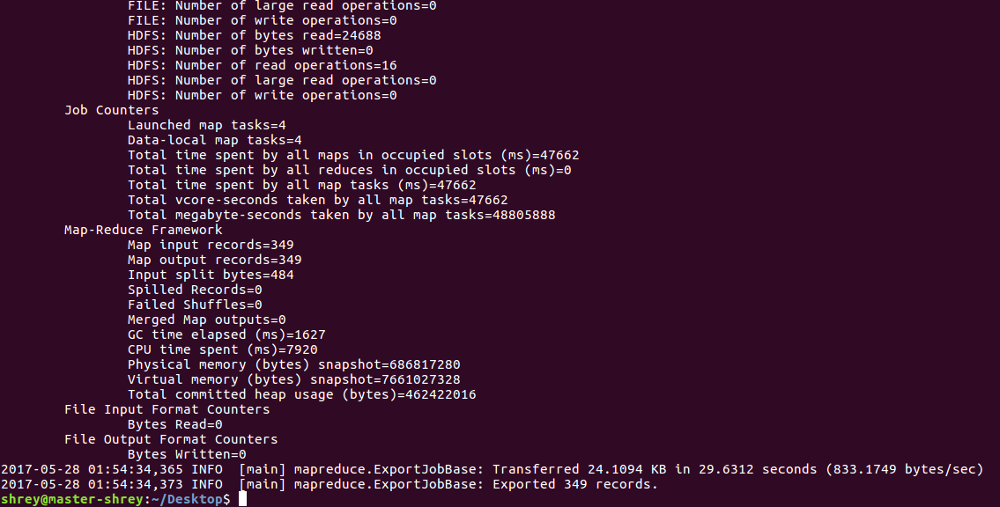 FILE: Number of large read operations=0
FILE: Number of write operations=0
HDFS: Number of bytes read=24688
HDFS: Number of bytes written=0
HDFS: Number of read operations=16
HDFS: Number of large read operations=0
HDFS: Number of write operations=0
Job Counters
Launched map tasks=4
Data-local map tasks=4
Total time spent by all maps in occupied slots (ms)=47662
Total time spent by all reduces in occupied slots (ms)=0
Total time spent by all map tasks (ms)=47662
Total vcore-seconds taken by all map tasks=47662
Total megabyte-seconds taken by all map tasks=48805888
Map-Reduce Framework
Map input records=349
Map output records=349
Input split bytes=484
Spilled Records=0
Failed Shuffles=0
Merged Map outputs=0
GC time elapsed (ms)=1627
CPU time spent (ms)=7920
Physical memory (bytes) snapshot=686817280
Virtual memory (bytes) snapshot=7661027328
Total committed heap usage (bytes)=462422016
File Input Format Counters
Bytes Read=0
File Output Format Counters
Bytes Written=0
2017-05-28 01:54:34,365 INFO  [main] mapreduce.ExportJobBase: Transferred 24.1094 KB in 29.6312 seconds (833.1749 bytes/sec)
2017-05-28 01:54:34,373 INFO  [main] mapreduce.ExportJobBase: Exported 349 records.
shrey@master-shrey:~/Desktop$